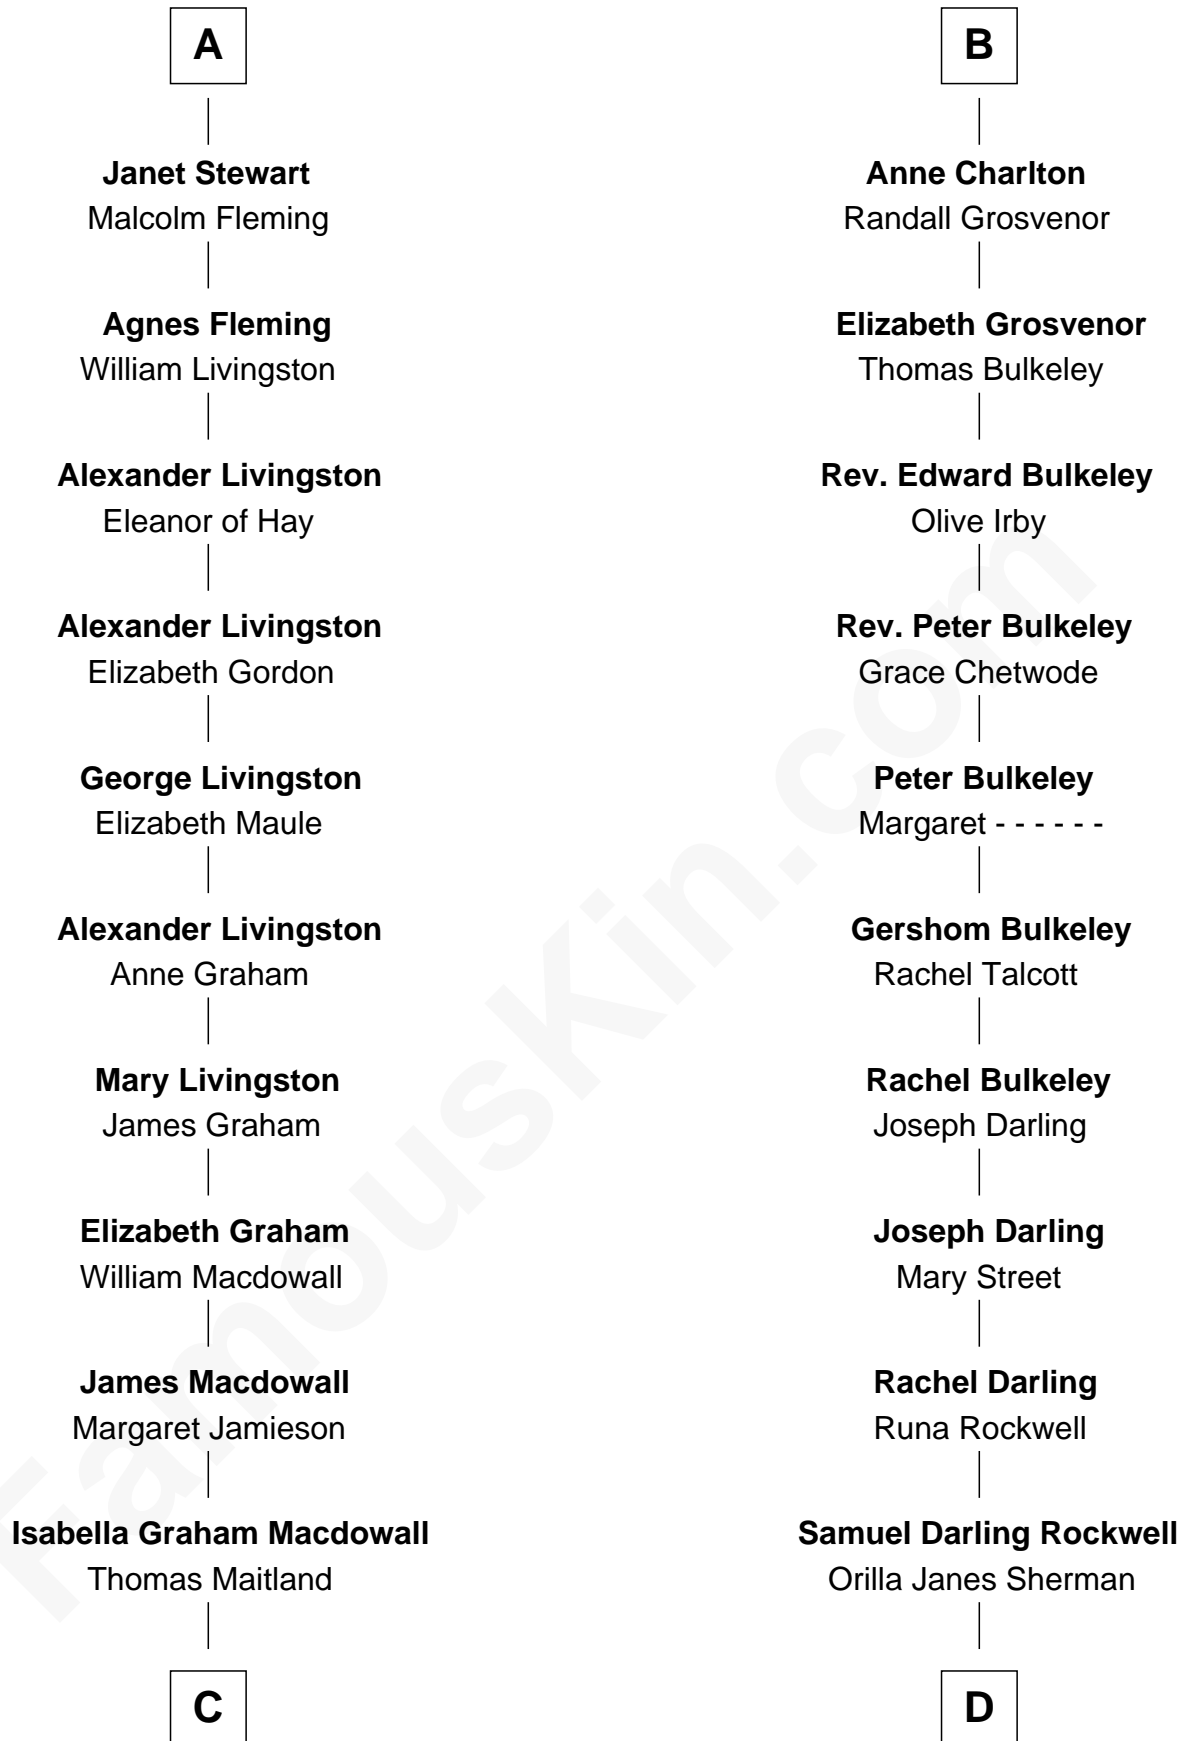 A
Janet Stewart
Malcolm Fleming
Agnes Fleming
William Livingston
Alexander Livingston
Eleanor of Hay
Alexander Livingston
Elizabeth Gordon
George Livingston
Elizabeth Maule
Alexander Livingston
Anne Graham
Mary Livingston
James Graham
Elizabeth Graham
William Macdowall
James Macdowall
Margaret Jamieson
Isabella Graham Macdowall
Thomas Maitland
C
B
Anne Charlton
Randall Grosvenor
Elizabeth Grosvenor
Thomas Bulkeley
Rev. Edward Bulkeley
Olive Irby
Rev. Peter Bulkeley
Grace Chetwode
Peter Bulkeley
Margaret - - - - - -
Gershom Bulkeley
Rachel Talcott
Rachel Bulkeley
Joseph Darling
Joseph Darling
Mary Street
Rachel Darling
Runa Rockwell
Samuel Darling Rockwell
Orilla Janes Sherman
D
FamousKin.com